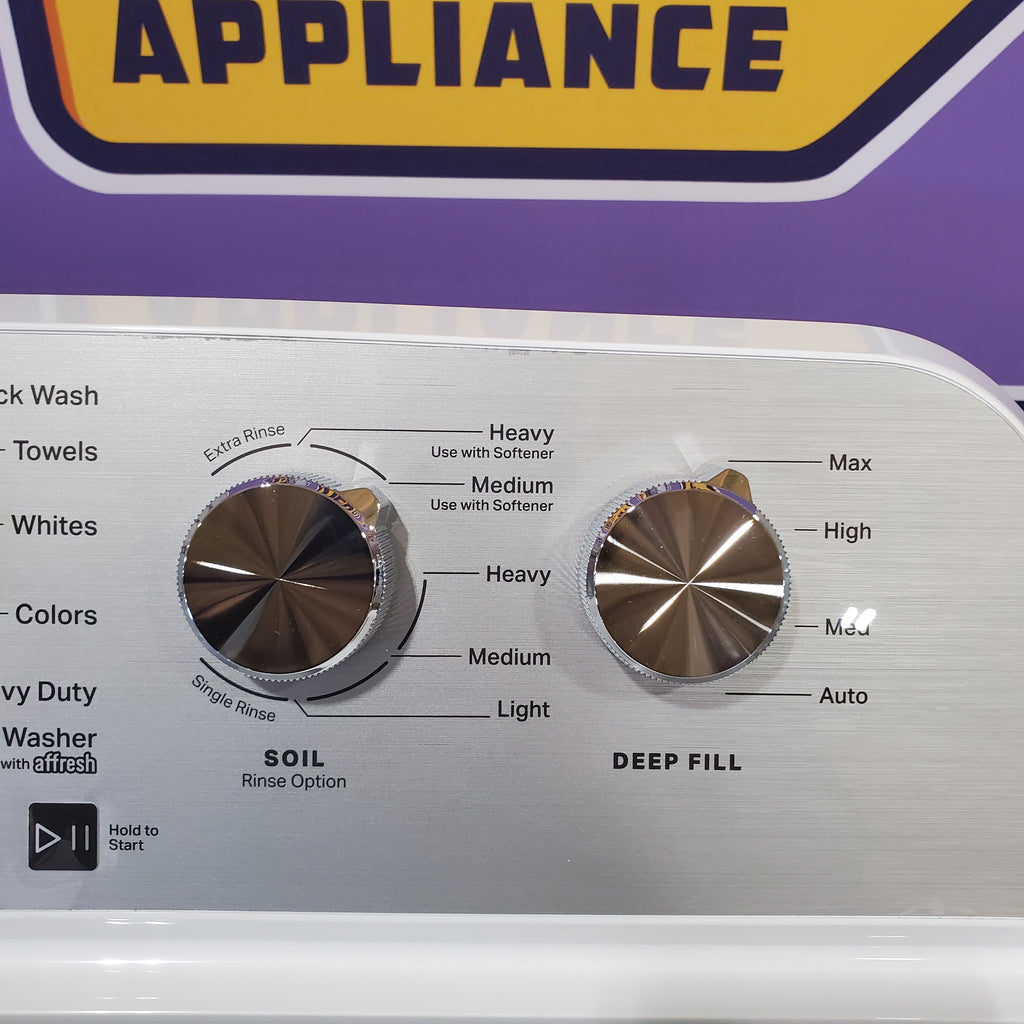 APPLIANCE
ck Wash
Towels
Whites
Colors
vy Duty
Washer
with affresh
Hold to
Start
Extra Rinse
Heavy
Use with Softener
Medium
Use with Softener
Heavy
Medium
Light
Single Rinse
SOIL
Rinse Option
Max
High
Med
Auto
DEEP FILL